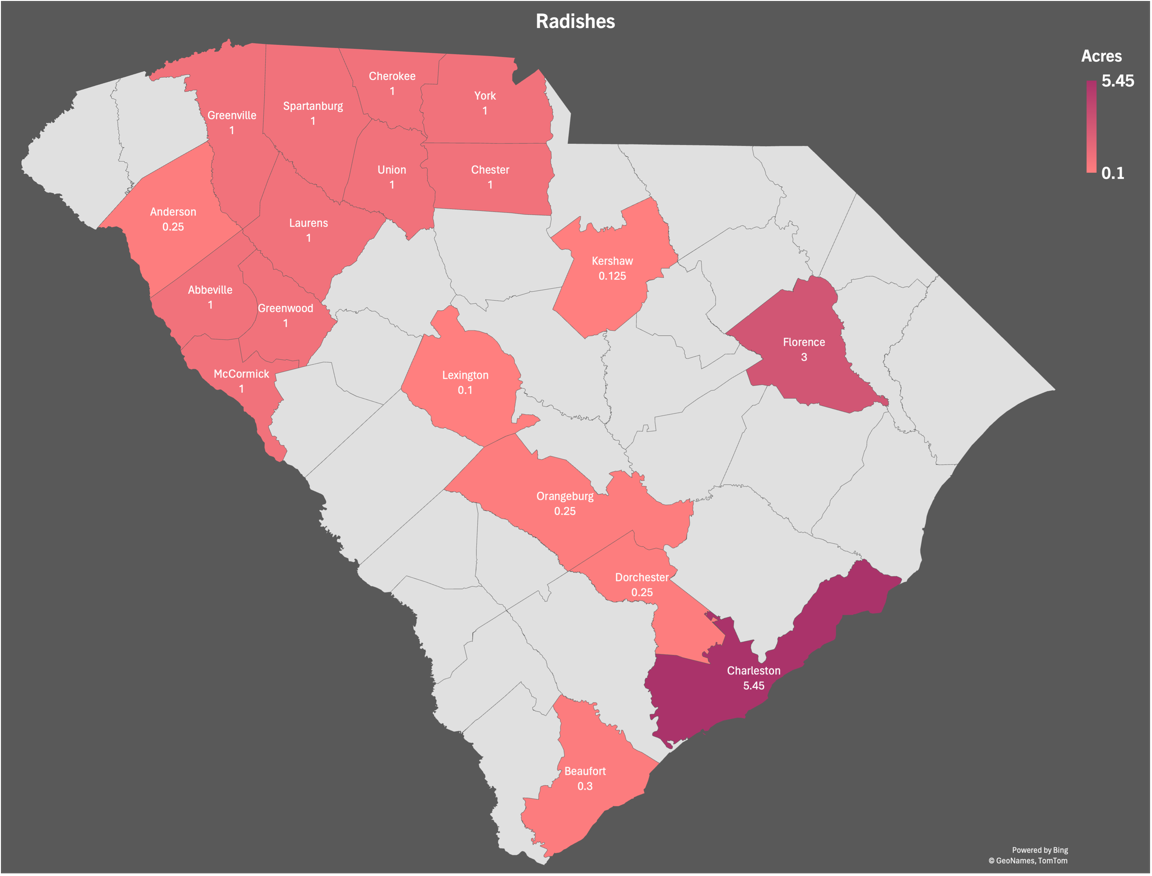 Radishes
Acres
5.45
0.1
Cherokee
1
York
1
Spartanburg
1
Greenville
1
Union
1
Chester
1
Anderson
0.25
Laurens
1
Kershaw
0.125
Abbeville
1
Greenwood
1
Florence
3
McCormick
1
Lexington
0.1
Orangeburg
0.25
Dorchester
0.25
Charleston
5.45
Beaufort
0.3
Powered by Bing
© GeoNames, TomTom